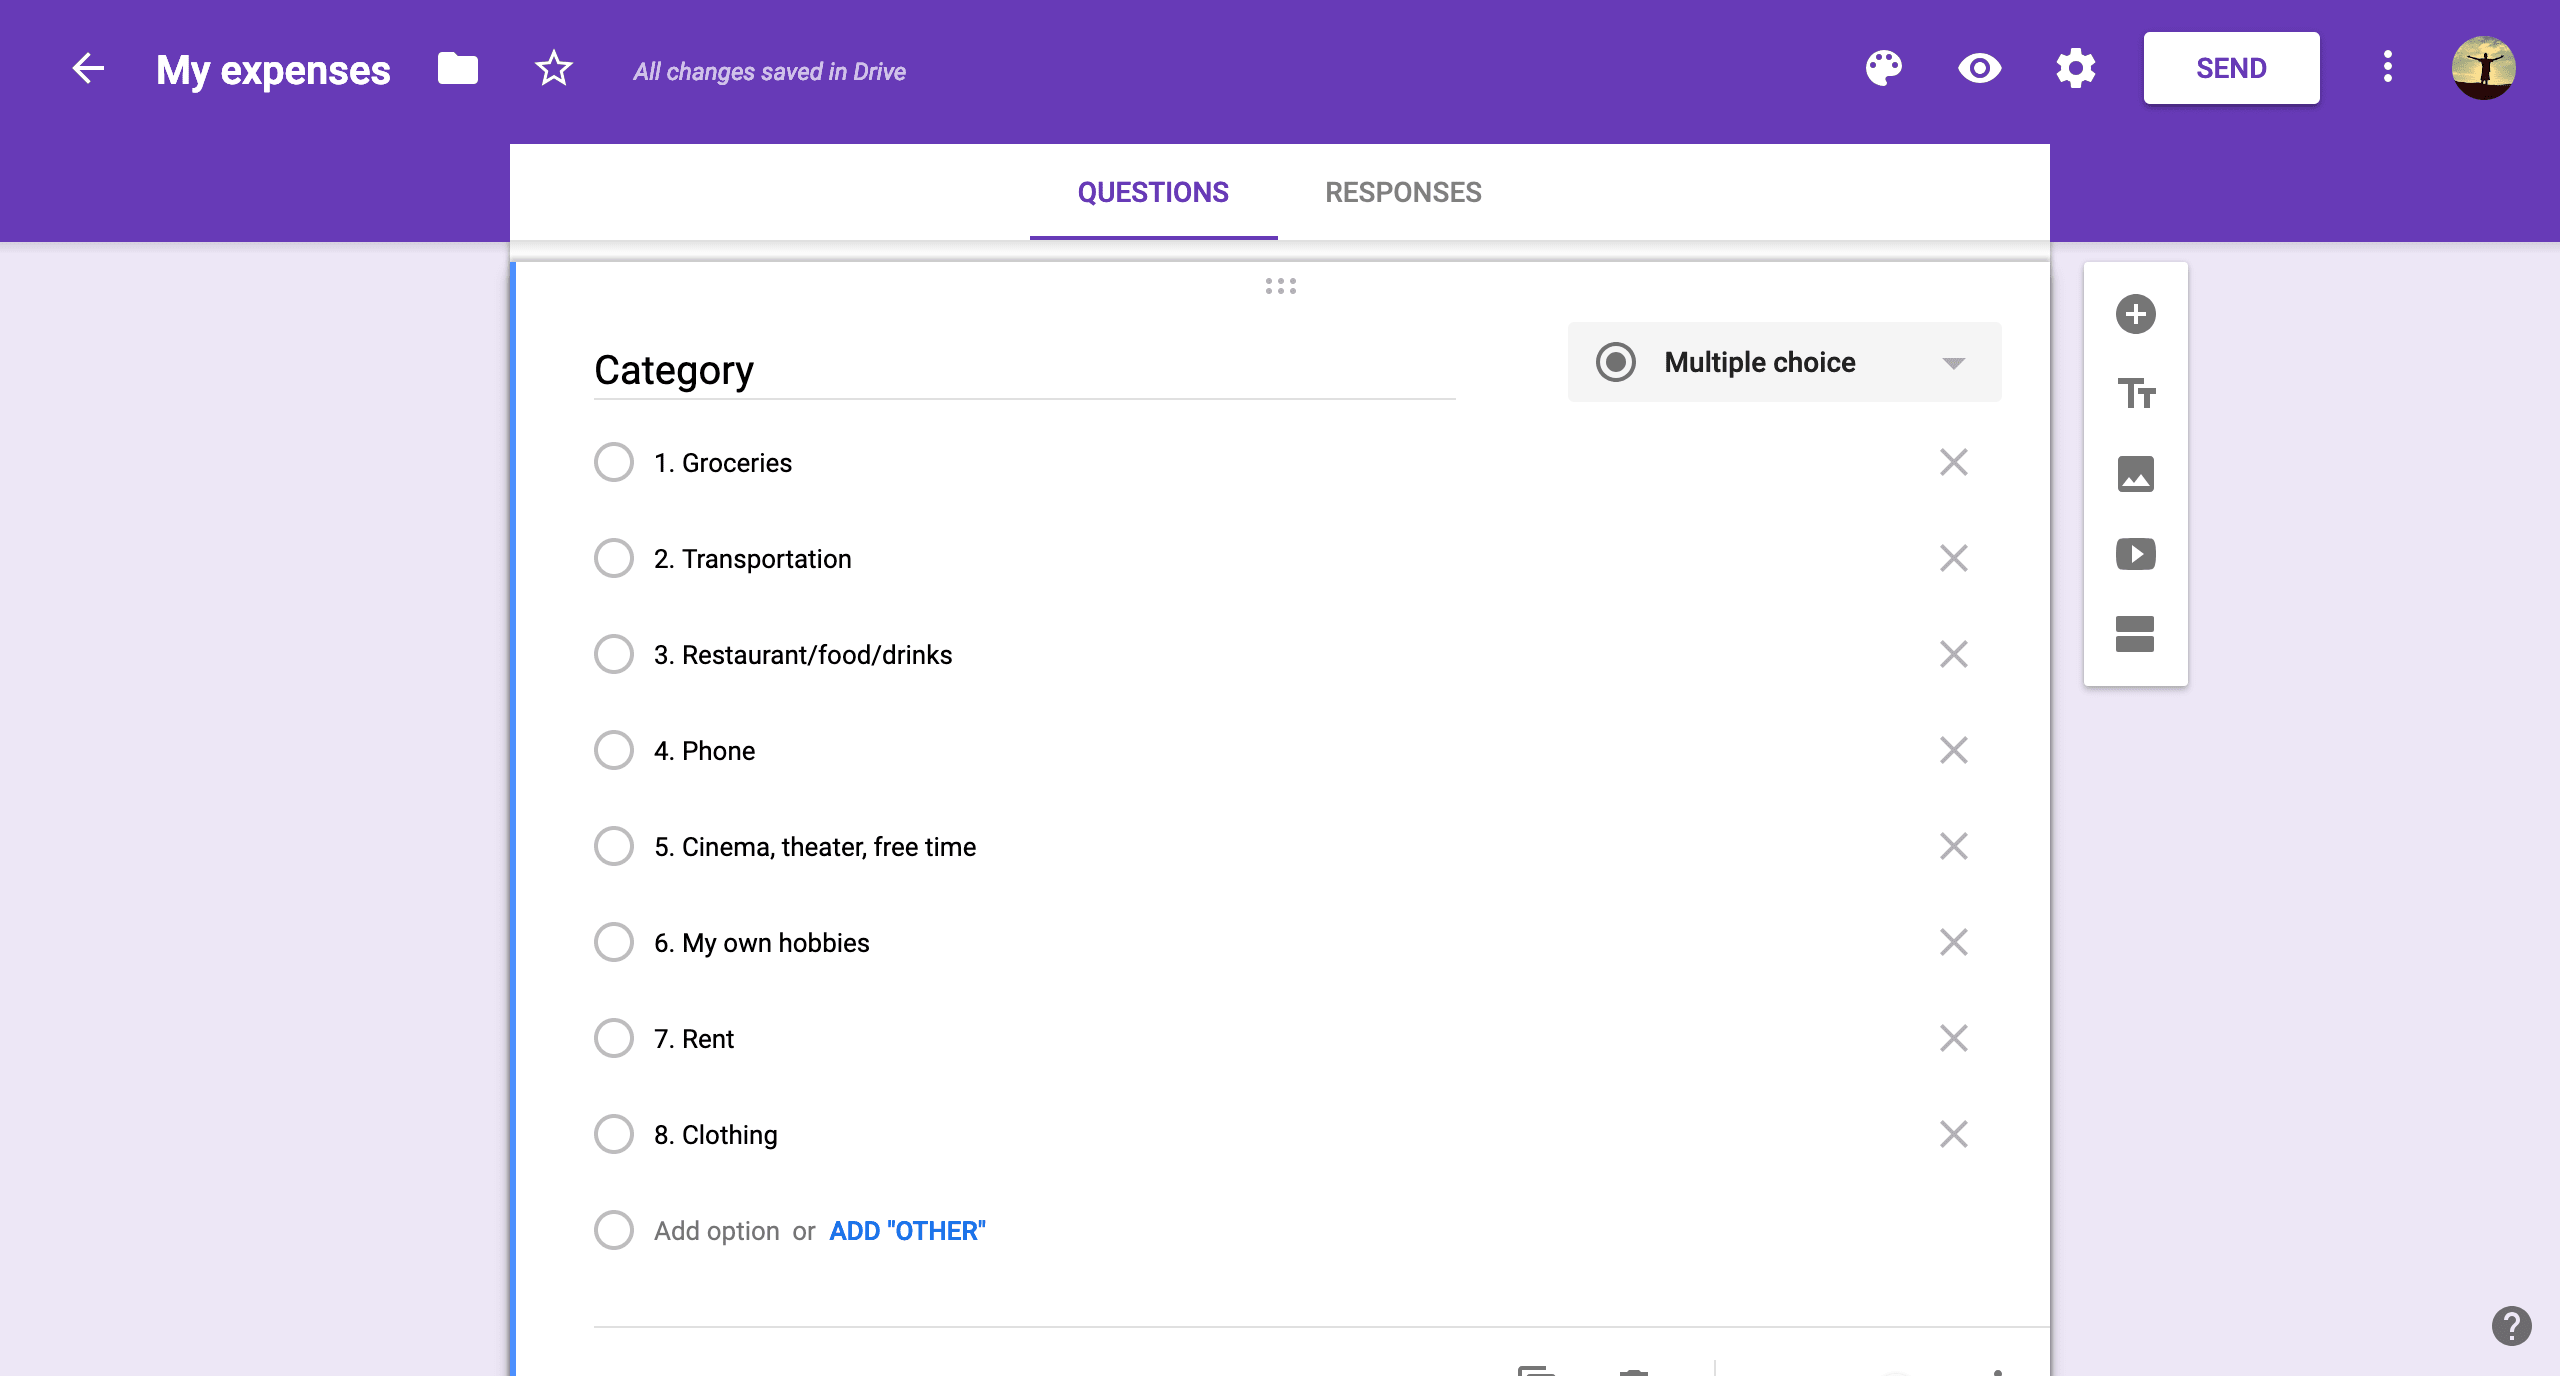 My expenses All changes saved in Drive SEND
QUESTIONS RESPONSES
Category Multiple choice
1. Groceries
2. Transportation
3. Restaurant/food/drinks
4. Phone
5. Cinema, theater, free time
6. My own hobbies
7. Rent
8. Clothing
Add option or ADD "OTHER"